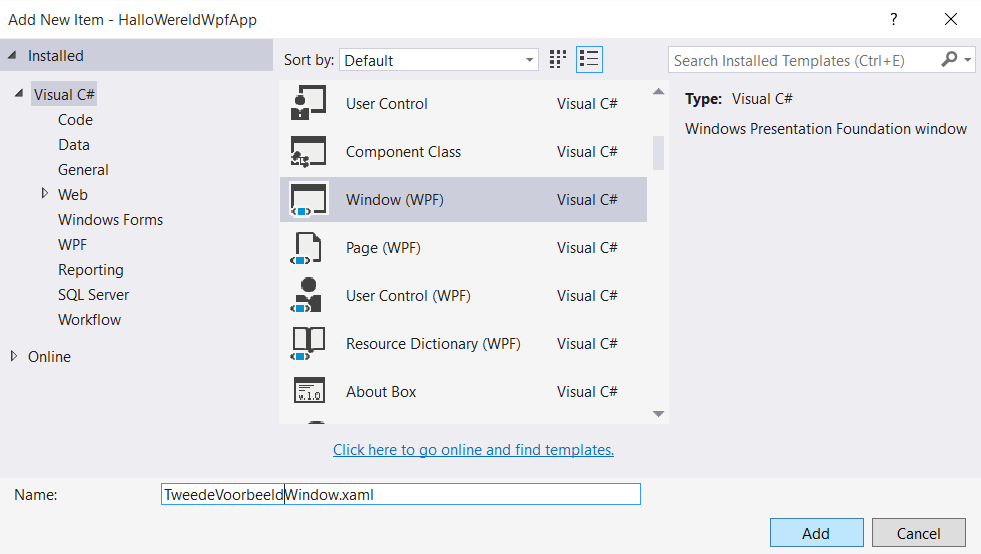 Add New Item - HalloWereldWpfApp
?
Installed
Visual C#
Code
Data
General
Web
Windows Forms
WPF
Reporting
SQL Server
Workflow
Online
Sort by: Default
User Control Visual C#
Component Class Visual C#
Window (WPF) Visual C#
Page (WPF) Visual C#
User Control (WPF) Visual C#
Resource Dictionary (WPF) Visual C#
v.1.0 About Box Visual C#
Click here to go online and find templates.
Search Installed Templates (Ctrl+E)
Type: Visual C#
Windows Presentation Foundation window
Name: TweedeVoorbeeldWindow.xaml
Add Cancel